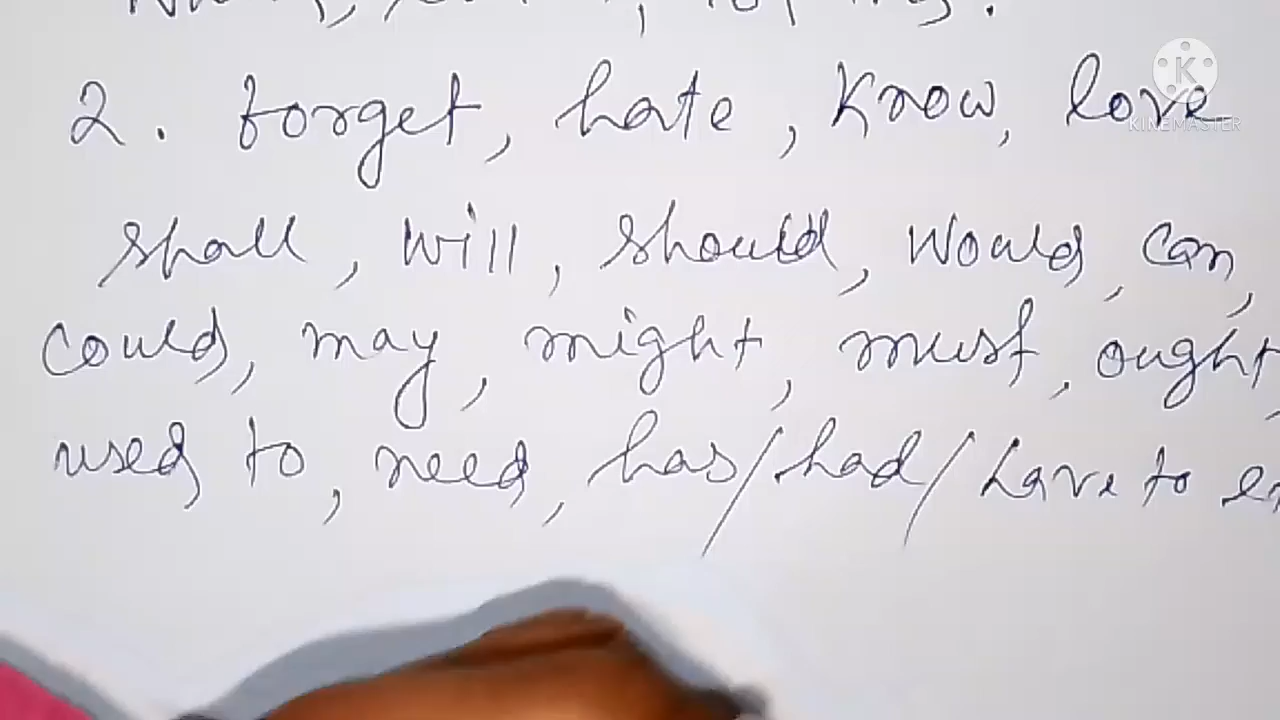 2. forget, hate, know, love
KINEMASTER
shall, will, should, would, can,
could, may, might, must, ought,
used to, need, has/had/have to